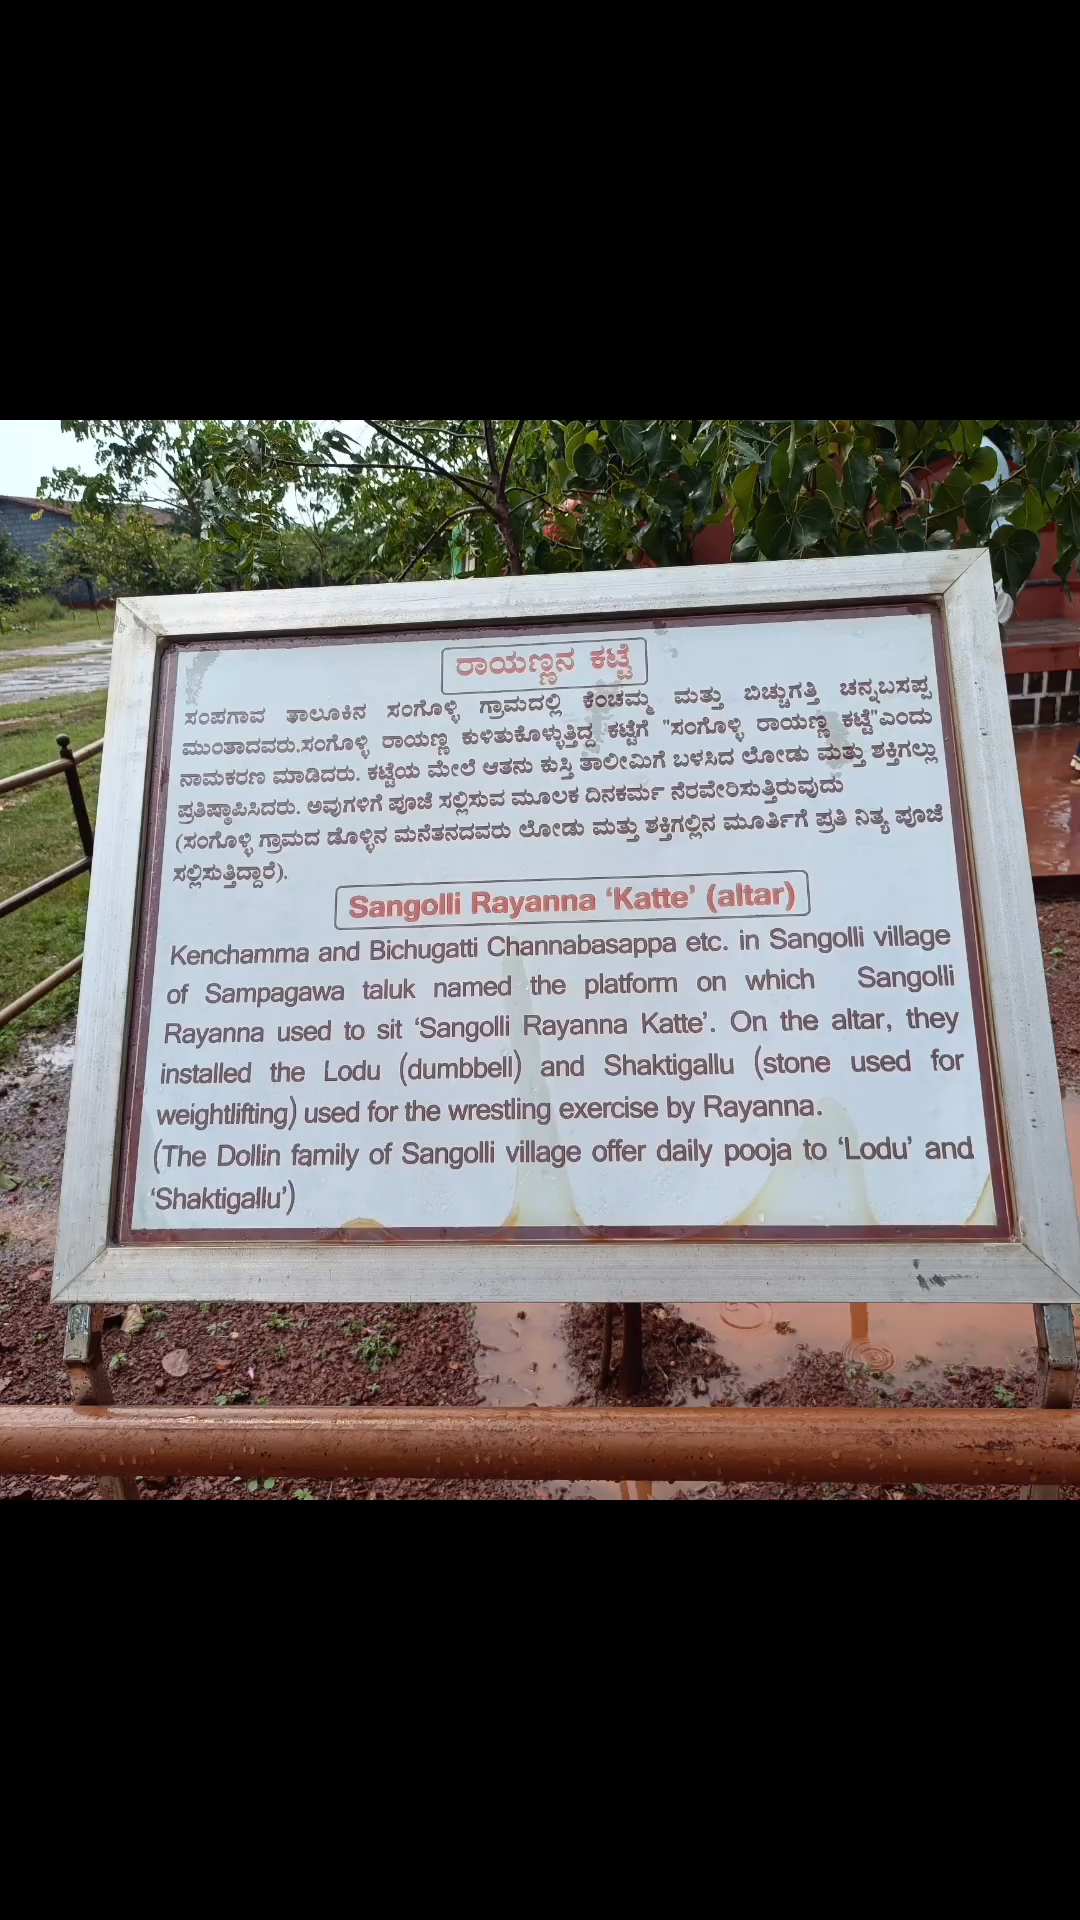 ರಾಯಣ್ಣನ ಕಟ್ಟೆ
ಸಂಪಗಾವ ತಾಲೂಕಿನ ಸಂಗೊಳ್ಳಿ ಗ್ರಾಮದಲ್ಲಿ ಕೆಂಚಮ್ಮ ಮತ್ತು ಬಿಚ್ಚುಗತ್ತಿ ಚನ್ನಬಸಪ್ಪ
ಮುಂತಾದವರು.ಸಂಗೊಳ್ಳಿ ರಾಯಣ್ಣ ಕುಳಿತುಕೊಳ್ಳುತ್ತಿದ್ದ ಕಟ್ಟೆಗೆ "ಸಂಗೊಳ್ಳಿ ರಾಯಣ್ಣ ಕಟ್ಟೆ"ಎಂದು
ನಾಮಕರಣ ಮಾಡಿದರು. ಕಟ್ಟೆಯ ಮೇಲೆ ಆತನು ಕುಸ್ತಿ ತಾಲೀಮಿಗೆ ಬಳಸಿದ ಲೋಡು ಮತ್ತು ಶಕ್ತಿಗಲ್ಲು
ಪ್ರತಿಷ್ಠಾಪಿಸಿದರು. ಅವುಗಳಿಗೆ ಪೂಜೆ ಸಲ್ಲಿಸುವ ಮೂಲಕ ದಿನಕರ್ಮ ನೆರವೇರಿಸುತ್ತಿರುವುದು
(ಸಂಗೊಳ್ಳಿ ಗ್ರಾಮದ ಡೊಳ್ಳಿನ ಮನೆತನದವರು ಲೋಡು ಮತ್ತು ಶಕ್ತಿಗಲ್ಲಿನ ಮೂರ್ತಿಗೆ ಪ್ರತಿ ನಿತ್ಯ ಪೂಜೆ
ಸಲ್ಲಿಸುತ್ತಿದ್ದಾರೆ).
Sangolli Rayanna ‘Katte’ (altar)
Kenchamma and Bichugatti Channabasappa etc. in Sangolli village
of Sampagawa taluk named the platform on which Sangolli
Rayanna used to sit ‘Sangolli Rayanna Katte’. On the altar, they
installed the Lodu (dumbbell) and Shaktigallu (stone used for
weightlifting) used for the wrestling exercise by Rayanna.
(The Dollin family of Sangolli village offer daily pooja to ‘Lodu’ and
‘Shaktigallu’)